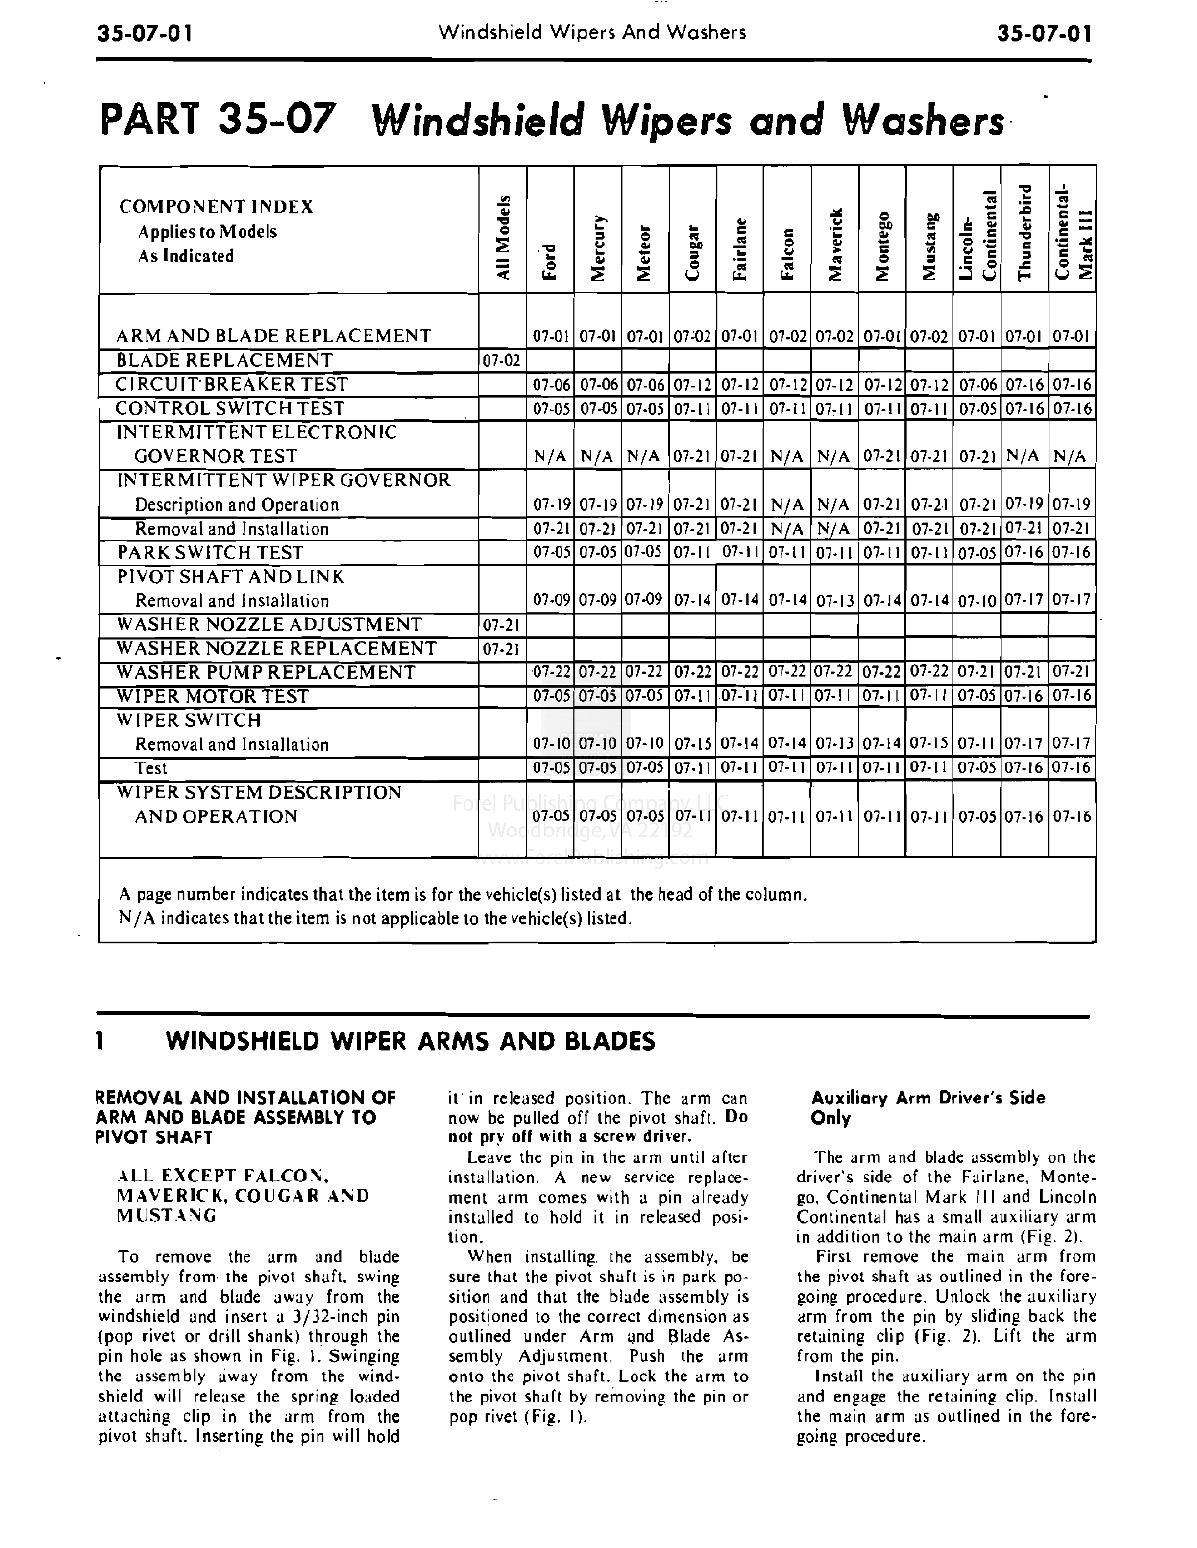 35-07-01 Windshield Wipers And Washers 35-07-01
PART 35-07 Windshield Wipers and Washers
COMPONENT INDEX
Applies to Models
As Indicated
All Models Ford Mercury Meteor Cougar Fairlane Falcon Maverick Montego Mustang Lincoln-Continental Thunderbird Continental-Mark III
ARM AND BLADE REPLACEMENT 07-01 07-01 07-01 07-02 07-01 07-02 07-02 07-01 07-02 07-01 07-01 07-01
BLADE REPLACEMENT 07-02
CIRCUIT BREAKER TEST 07-06 07-06 07-06 07-12 07-12 07-12 07-12 07-12 07-12 07-06 07-16 07-16
CONTROL SWITCH TEST 07-05 07-05 07-05 07-11 07-11 07-11 07-11 07-11 07-11 07-05 07-16 07-16
INTERMITTENT ELECTRONIC
GOVERNOR TEST N/A N/A N/A 07-21 07-21 N/A N/A 07-21 07-21 07-21 N/A N/A
INTERMITTENT WIPER GOVERNOR
Description and Operation 07-19 07-19 07-19 07-21 07-21 N/A N/A 07-21 07-21 07-21 07-19 07-19
Removal and Installation 07-21 07-21 07-21 07-21 07-21 N/A N/A 07-21 07-21 07-21 07-21 07-21
PARK SWITCH TEST 07-05 07-05 07-05 07-11 07-11 07-11 07-11 07-11 07-11 07-05 07-16 07-16
PIVOT SHAFT AND LINK
Removal and Installation 07-09 07-09 07-09 07-14 07-14 07-14 07-13 07-14 07-14 07-10 07-17 07-17
WASHER NOZZLE ADJUSTMENT 07-21
WASHER NOZZLE REPLACEMENT 07-21
WASHER PUMP REPLACEMENT 07-22 07-22 07-22 07-22 07-22 07-22 07-22 07-22 07-22 07-21 07-21 07-21
WIPER MOTOR TEST 07-05 07-05 07-05 07-11 07-11 07-11 07-11 07-11 07-11 07-05 07-16 07-16
WIPER SWITCH
Removal and Installation 07-10 07-10 07-10 07-15 07-14 07-14 07-13 07-14 07-15 07-11 07-17 07-17
Test 07-05 07-05 07-05 07-11 07-11 07-11 07-11 07-11 07-11 07-05 07-16 07-16
WIPER SYSTEM DESCRIPTION
AND OPERATION 07-05 07-05 07-05 07-11 07-11 07-11 07-11 07-11 07-11 07-05 07-16 07-16
Forel Publishing Company, LLC
Woodbridge, VA 22192
www.ForelPublishing.com
A page number indicates that the item is for the vehicle(s) listed at the head of the column.
N/A indicates that the item is not applicable to the vehicle(s) listed.
1 WINDSHIELD WIPER ARMS AND BLADES
REMOVAL AND INSTALLATION OF
ARM AND BLADE ASSEMBLY TO
PIVOT SHAFT
ALL EXCEPT FALCON,
MAVERICK, COUGAR AND
MUSTANG
To remove the arm and blade
assembly from the pivot shaft, swing
the arm and blade away from the
windshield and insert a 3/32-inch pin
(pop rivet or drill shank) through the
pin hole as shown in Fig. 1. Swinging
the assembly away from the wind-
shield will release the spring loaded
attaching clip in the arm from the
pivot shaft. Inserting the pin will hold
it in released position. The arm can
now be pulled off the pivot shaft. Do
not pry off with a screw driver.
Leave the pin in the arm until after
installation. A new service replace-
ment arm comes with a pin already
installed to hold it in released posi-
tion.
When installing the assembly, be
sure that the pivot shaft is in park po-
sition and that the blade assembly is
positioned to the correct dimension as
outlined under Arm and Blade As-
sembly Adjustment. Push the arm
onto the pivot shaft. Lock the arm to
the pivot shaft by removing the pin or
pop rivet (Fig. 1).
Auxiliary Arm Driver's Side
Only
The arm and blade assembly on the
driver's side of the Fairlane, Monte-
go, Continental Mark III and Lincoln
Continental has a small auxiliary arm
in addition to the main arm (Fig. 2).
First remove the main arm from
the pivot shaft as outlined in the fore-
going procedure. Unlock the auxiliary
arm from the pin by sliding back the
retaining clip (Fig. 2). Lift the arm
from the pin.
Install the auxiliary arm on the pin
and engage the retaining clip. Install
the main arm as outlined in the fore-
going procedure.